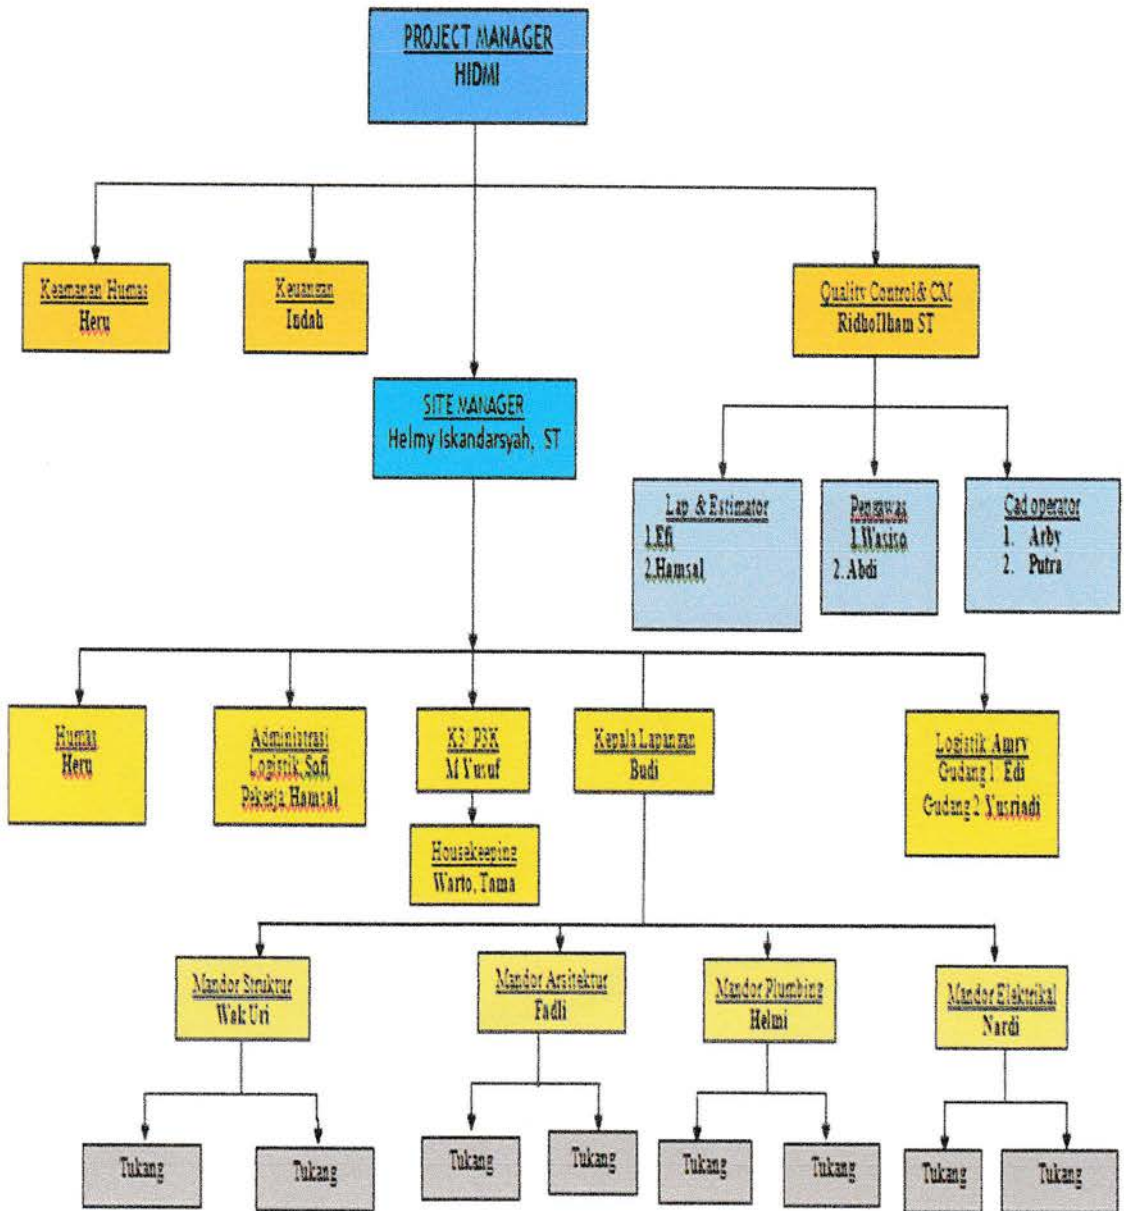 PROJECT MANAGER
HIDMI
Keamanan Humas
Heru
Keuangan
Indah
Quality Control & CM
Ridho Ilham ST
SITE MANAGER
Helmy Iskandarsyah, ST
Lap & Estimator
1.Efi
2.Hamsal
Pengawas
1.Wasiso
2. Abdi
Cad operator
1. Arby
2. Putra
Humas
Heru
Administrasi
Logistik Sofi
Pekerja Hamsal
K3 P3K
M Yusuf
Kepala Lapangan
Budi
Logistik Amry
Gudang 1 Edi
Gudang 2 Yusriadi
Housekeeping
Warto, Tama
Mandor Struktur
Wak Uri
Mandor Arsitektur
Fadli
Mandor Plumbing
Helmi
Mandor Elektrikal
Nardi
Tukang
Tukang
Tukang
Tukang
Tukang
Tukang
Tukang
Tukang